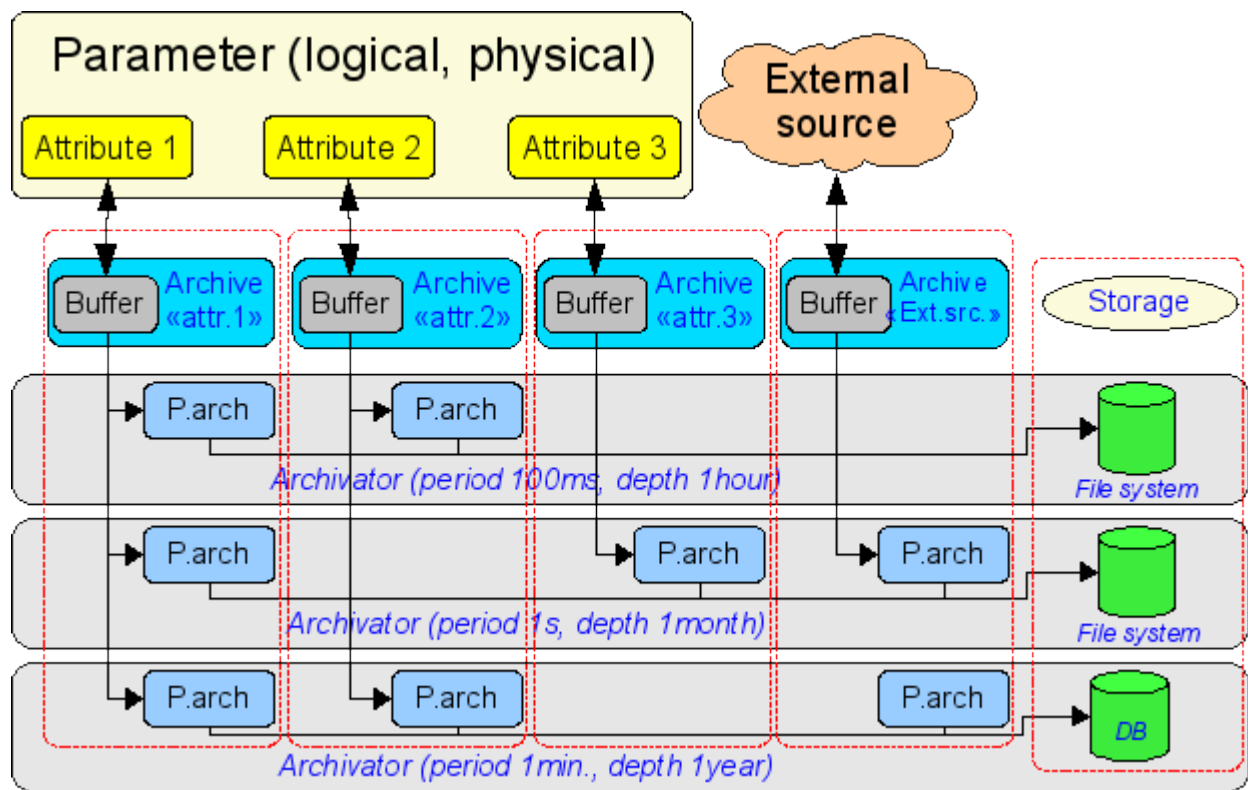 Parameter (logical, physical)
External
source
Attribute 1
Attribute 2
Attribute 3
Buffer
Archive
«attr.1»
Buffer
Archive
«attr.2»
Buffer
Archive
«attr.3»
Buffer
Archive
«Ext.src.»
Storage
P.arch
P.arch
Archivator (period 100ms, depth 1hour)
File system
P.arch
P.arch
P.arch
Archivator (period 1s, depth 1month)
File system
P.arch
P.arch
P.arch
DB
Archivator (period 1min., depth 1year)